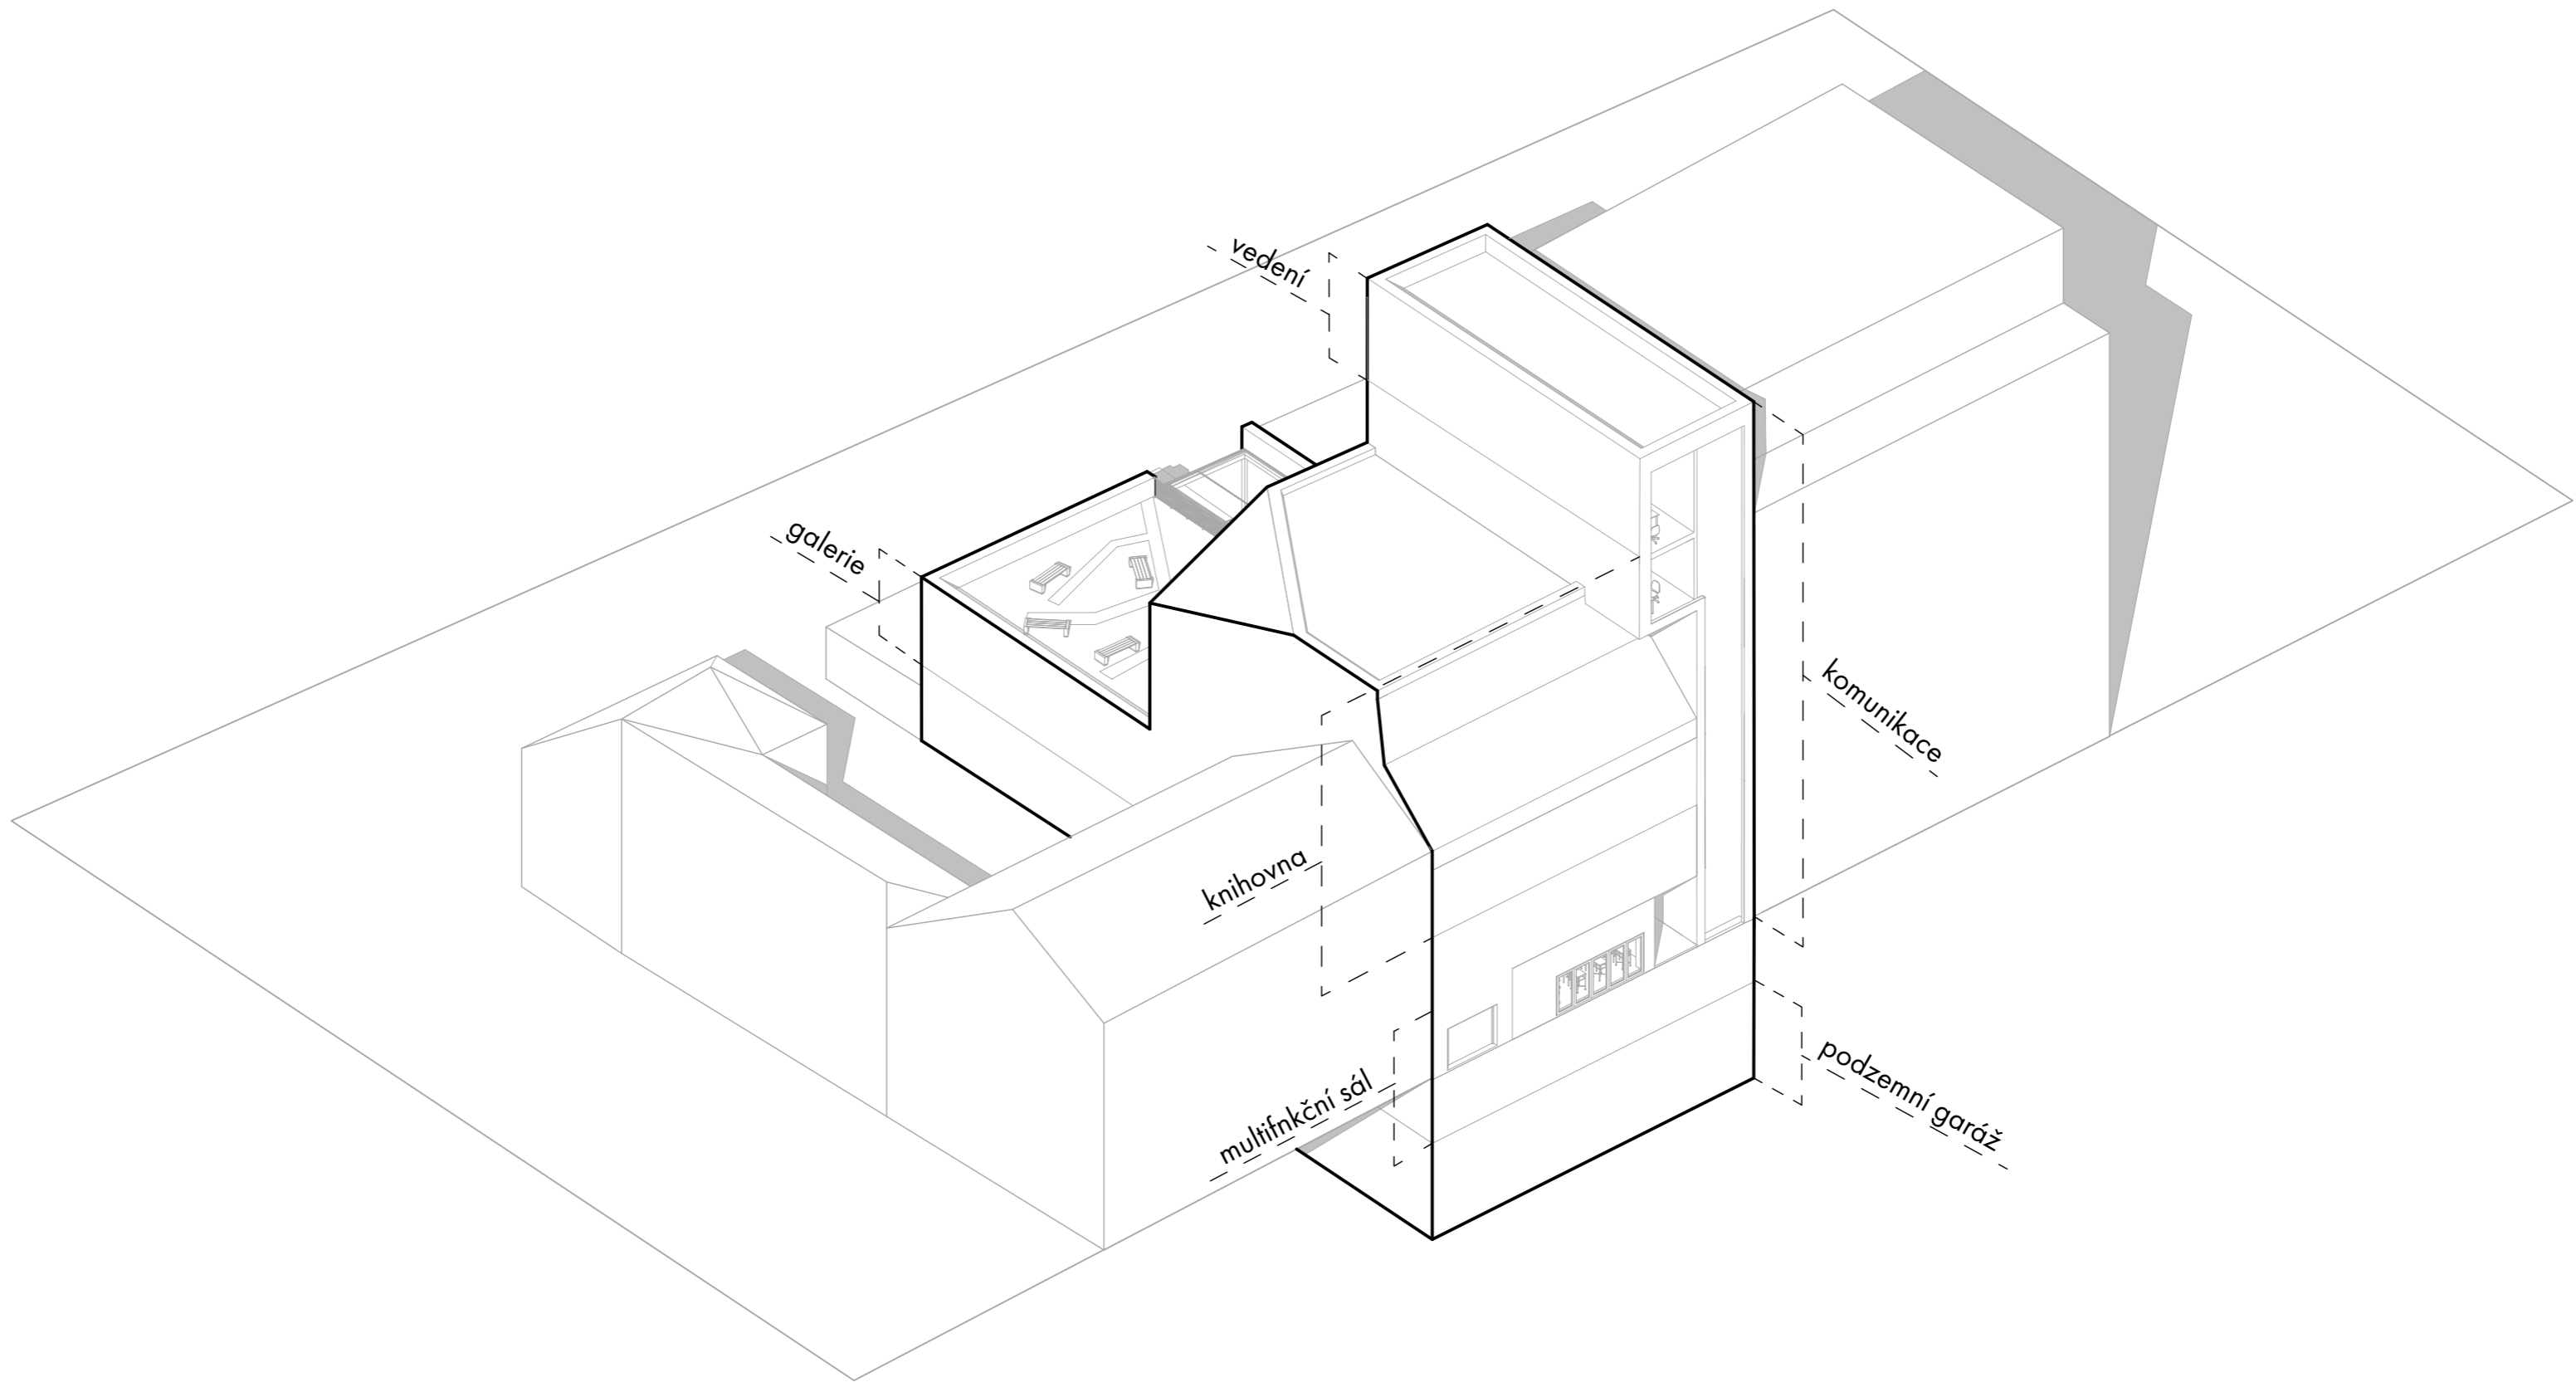 vedení
galerie
komunikace
knihovna
multifnkční sál
podzemní garáž